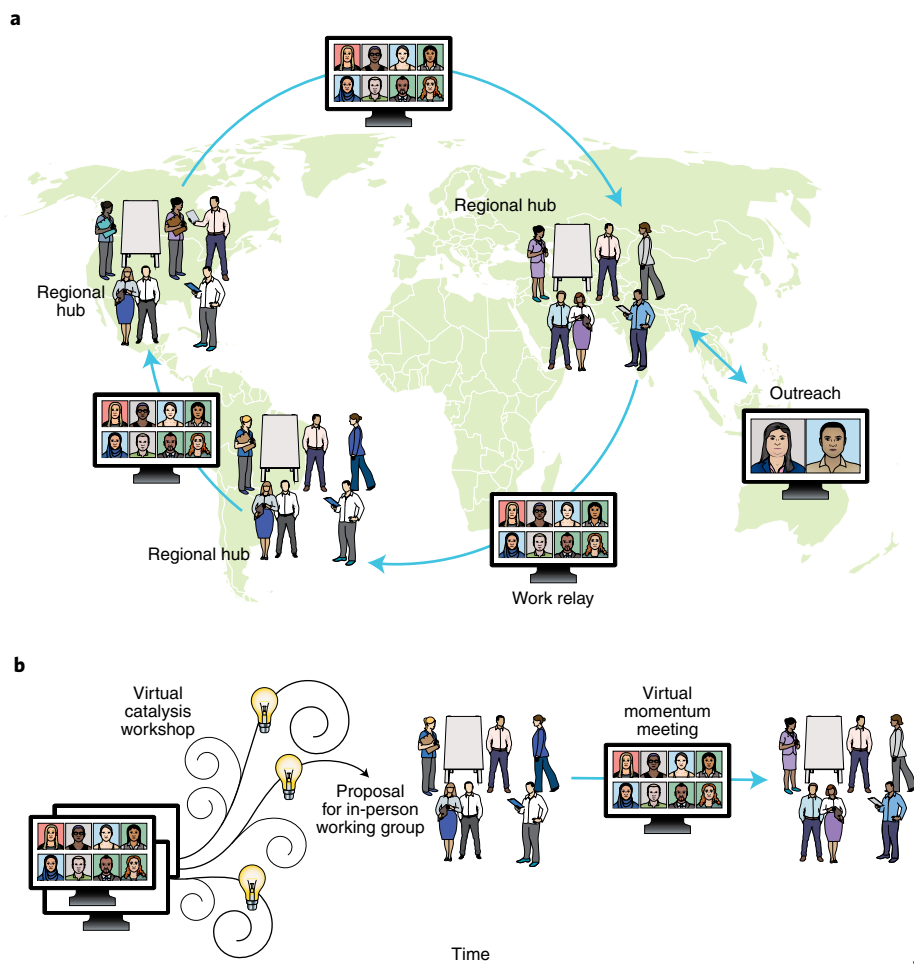 a
Regional hub
Regional
hub
Outreach
Regional hub
Work relay
b
Virtual
catalysis
workshop
Virtual
momentum
meeting
Proposal
for in-person
working group
Time